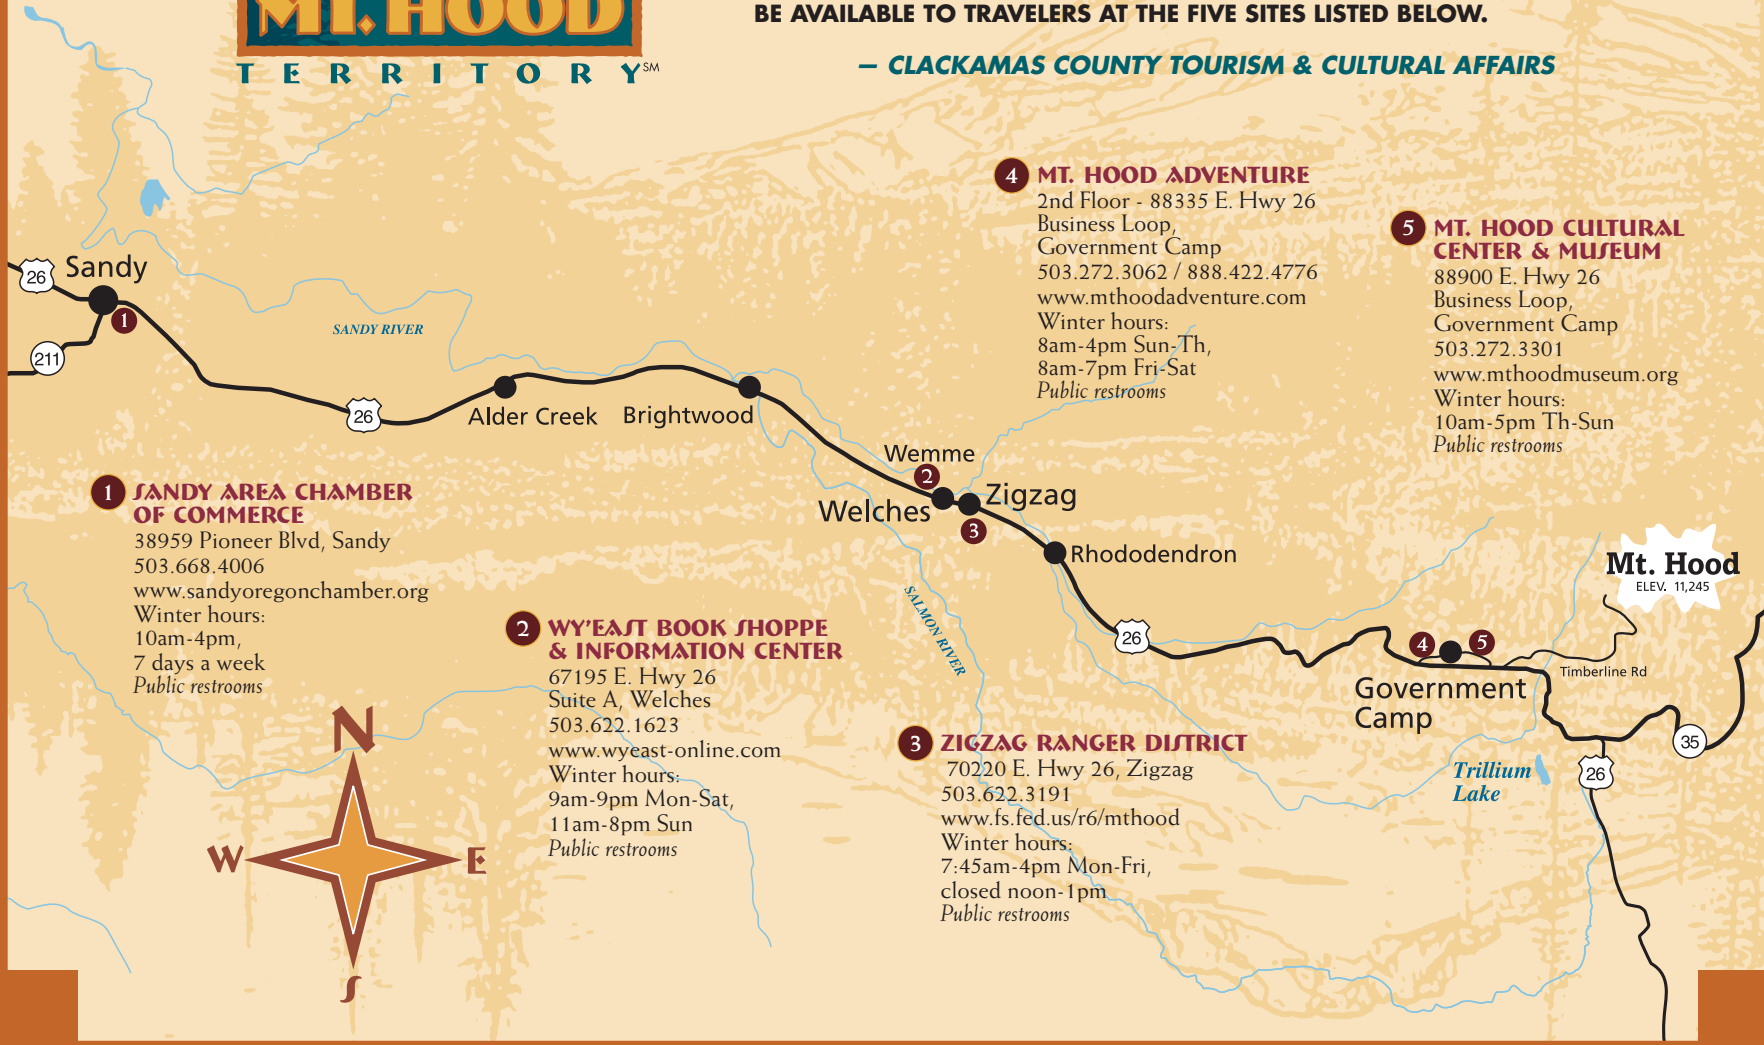 MT. HOOD
TERRITORY SM
BE AVAILABLE TO TRAVELERS AT THE FIVE SITES LISTED BELOW.
– CLACKAMAS COUNTY TOURISM & CULTURAL AFFAIRS
4 MT. HOOD ADVENTURE
2nd Floor - 88335 E. Hwy 26
Business Loop,
Government Camp
503.272.3062 / 888.422.4776
www.mthoodadventure.com
Winter hours:
8am-4pm Sun-Th,
8am-7pm Fri-Sat
Public restrooms
5 MT. HOOD CULTURAL
CENTER & MUSEUM
88900 E. Hwy 26
Business Loop,
Government Camp
503.272.3301
www.mthoodmuseum.org
Winter hours:
10am-5pm Th-Sun
Public restrooms
26
Sandy
1
211
SANDY RIVER
26
Alder Creek
Brightwood
Wemme
2
Welches
Zigzag
3
Rhododendron
SALMON RIVER
26
Mt. Hood
ELEV. 11,245
4
5
Government
Camp
Timberline Rd
35
26
Trillium
Lake
1 SANDY AREA CHAMBER
OF COMMERCE
38959 Pioneer Blvd, Sandy
503.668.4006
www.sandyoregonchamber.org
Winter hours:
10am-4pm,
7 days a week
Public restrooms
2 WY'EAST BOOK SHOPPE
& INFORMATION CENTER
67195 E. Hwy 26
Suite A, Welches
503.622.1623
www.wyeast-online.com
Winter hours:
9am-9pm Mon-Sat,
11am-8pm Sun
Public restrooms
3 ZIGZAG RANGER DISTRICT
70220 E. Hwy 26, Zigzag
503.622.3191
www.fs.fed.us/r6/mthood
Winter hours:
7:45am-4pm Mon-Fri,
closed noon-1pm
Public restrooms
N
W
E
S